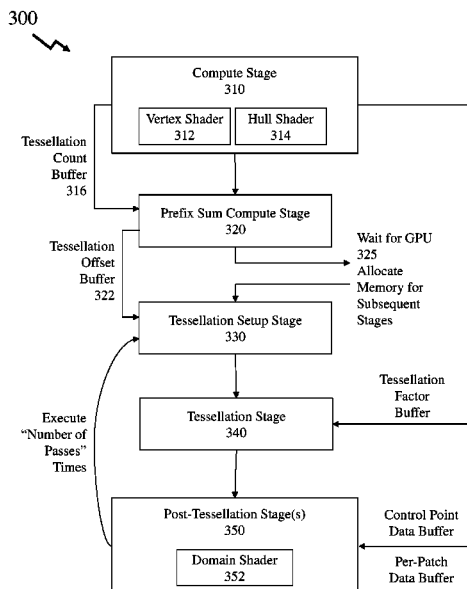 300
Compute Stage
310
Vertex Shader
312
Hull Shader
314
Tessellation
Count
Buffer
316
Prefix Sum Compute Stage
320
Wait for GPU
325
Allocate
Memory for
Subsequent
Stages
Tessellation
Offset
Buffer
322
Tessellation Setup Stage
330
Tessellation
Factor
Buffer
Tessellation Stage
340
Execute
“Number of
Passes”
Times
Post-Tessellation Stage(s)
350
Domain Shader
352
Control Point
Data Buffer
Per-Patch
Data Buffer